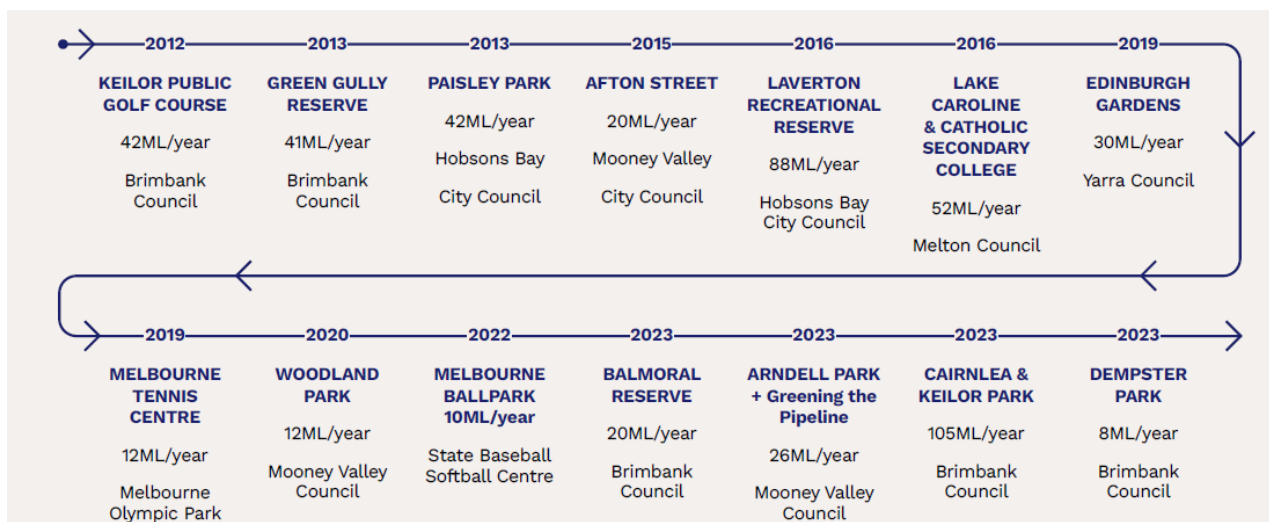 2012
KEILOR PUBLIC
GOLF COURSE
42ML/year
Brimbank
Council
2013
GREEN GULLY
RESERVE
41ML/year
Brimbank
Council
2013
PAISLEY PARK
42ML/year
Hobsons Bay
City Council
2015
AFTON STREET
20ML/year
Mooney Valley
City Council
2016
LAVERTON
RECREATIONAL
RESERVE
88ML/year
Hobsons Bay
City Council
2016
LAKE
CAROLINE
& CATHOLIC
SECONDARY
COLLEGE
52ML/year
Melton Council
2019
EDINBURGH
GARDENS
30ML/year
Yarra Council
2019
MELBOURNE
TENNIS
CENTRE
12ML/year
Melbourne
Olympic Park
2020
WOODLAND
PARK
12ML/year
Mooney Valley
Council
2022
MELBOURNE
BALLPARK
10ML/year
State Baseball
Softball Centre
2023
BALMORAL
RESERVE
20ML/year
Brimbank
Council
2023
ARNDELL PARK
+ Greening the
Pipeline
26ML/year
Mooney Valley
Council
2023
CAIRNLEA &
KEILOR PARK
105ML/year
Brimbank
Council
2023
DEMPSTER
PARK
8ML/year
Brimbank
Council